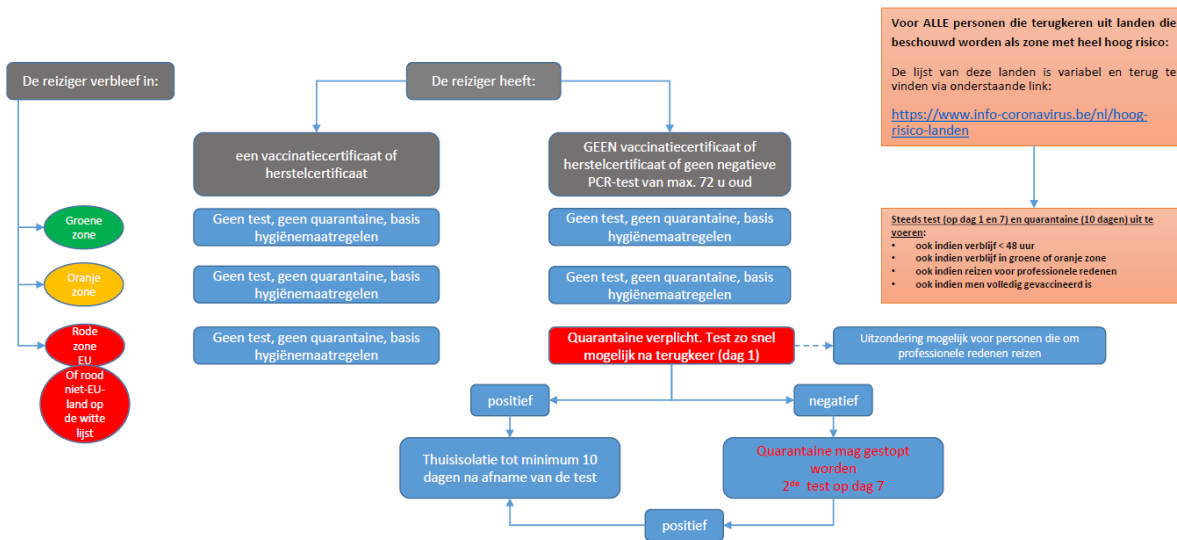 Voor ALLE personen die terugkeren uit landen die
beschouwd worden als zone met heel hoog risico:
De lijst van deze landen is variabel en terug te
vinden via onderstaande link:
https://www.info-coronavirus.be/nl/hoog-
risico-landen
De reiziger verbleef in:
De reiziger heeft:
een vaccinatiecertificaat of
herstelcertificaat
GEEN vaccinatiecertificaat of
herstelcertificaat of geen negatieve
PCR-test van max. 72 u oud
Groene
zone
Geen test, geen quarantaine, basis
hygiënemaatregelen
Geen test, geen quarantaine, basis
hygiënemaatregelen
Steeds test (op dag 1 en 7) en quarantaine (10 dagen) uit te
voeren:
• ook indien verblijf < 48 uur
• ook indien verblijf in groene of oranje zone
• ook indien reizen voor professionele redenen
• ook indien men volledig gevaccineerd is
Oranje
zone
Geen test, geen quarantaine, basis
hygiënemaatregelen
Geen test, geen quarantaine, basis
hygiënemaatregelen
Rode
zone
EU
Of rood
niet-EU-
land op
de witte
lijst
Geen test, geen quarantaine, basis
hygiënemaatregelen
Quarantaine verplicht. Test zo snel
mogelijk na terugkeer (dag 1)
Uitzondering mogelijk voor personen die om
professionele redenen reizen
positief
negatief
Thuisisolatie tot minimum 10
dagen na afname van de test
Quarantaine mag gestopt
worden
2de test op dag 7
positief